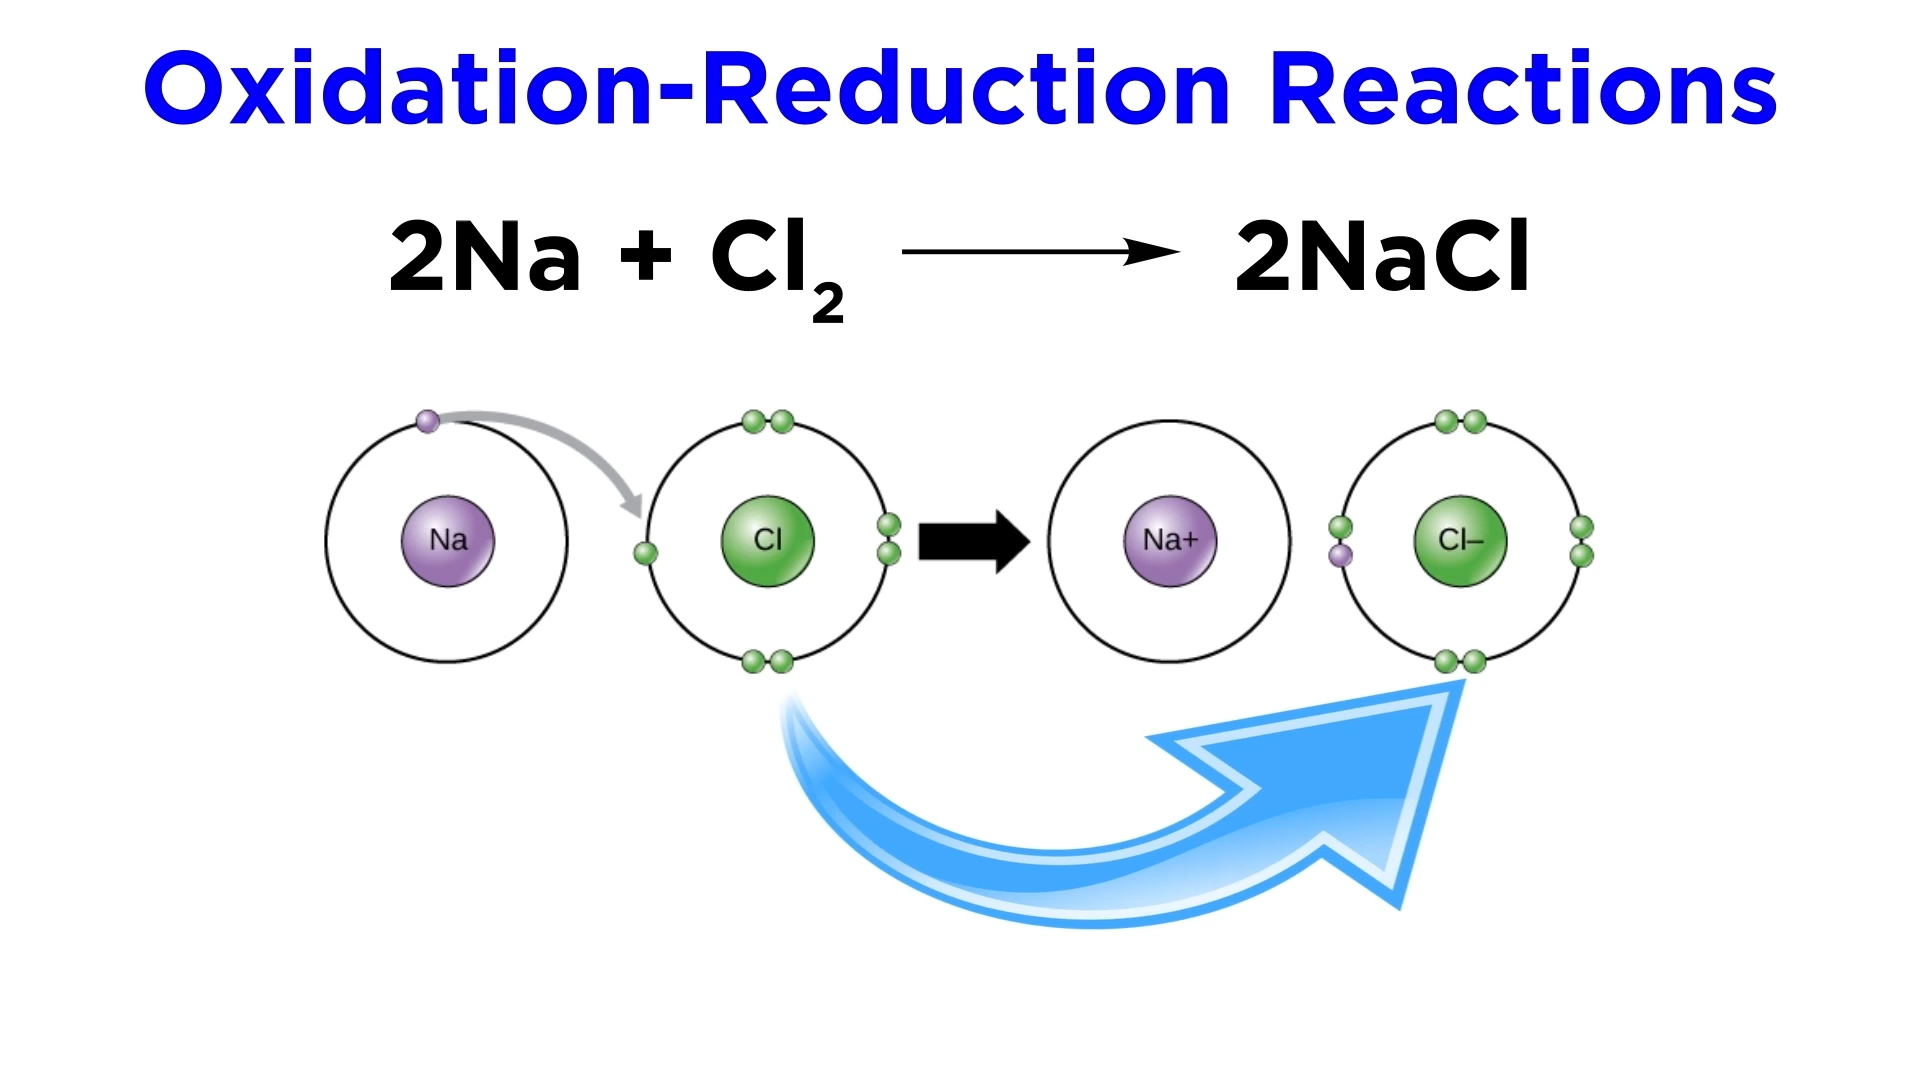 Oxidation-Reduction Reactions
2Na + Cl₂ ⟶ 2NaCl
Na Cl Na+ Cl–